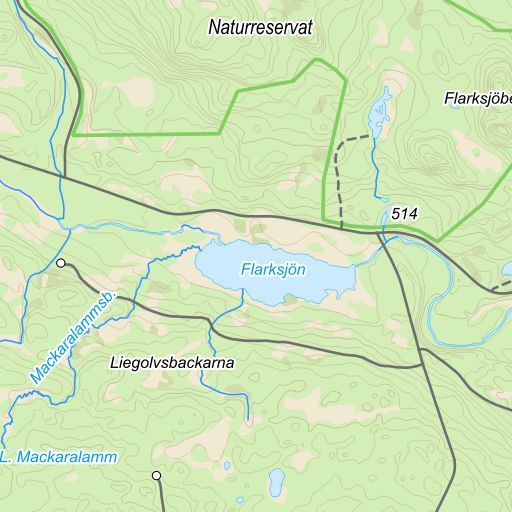 Naturreservat
Flarksjöbe
514
Flarksjön
Mackaralammsb.
Liegolvsbackarna
L. Mackaralamm